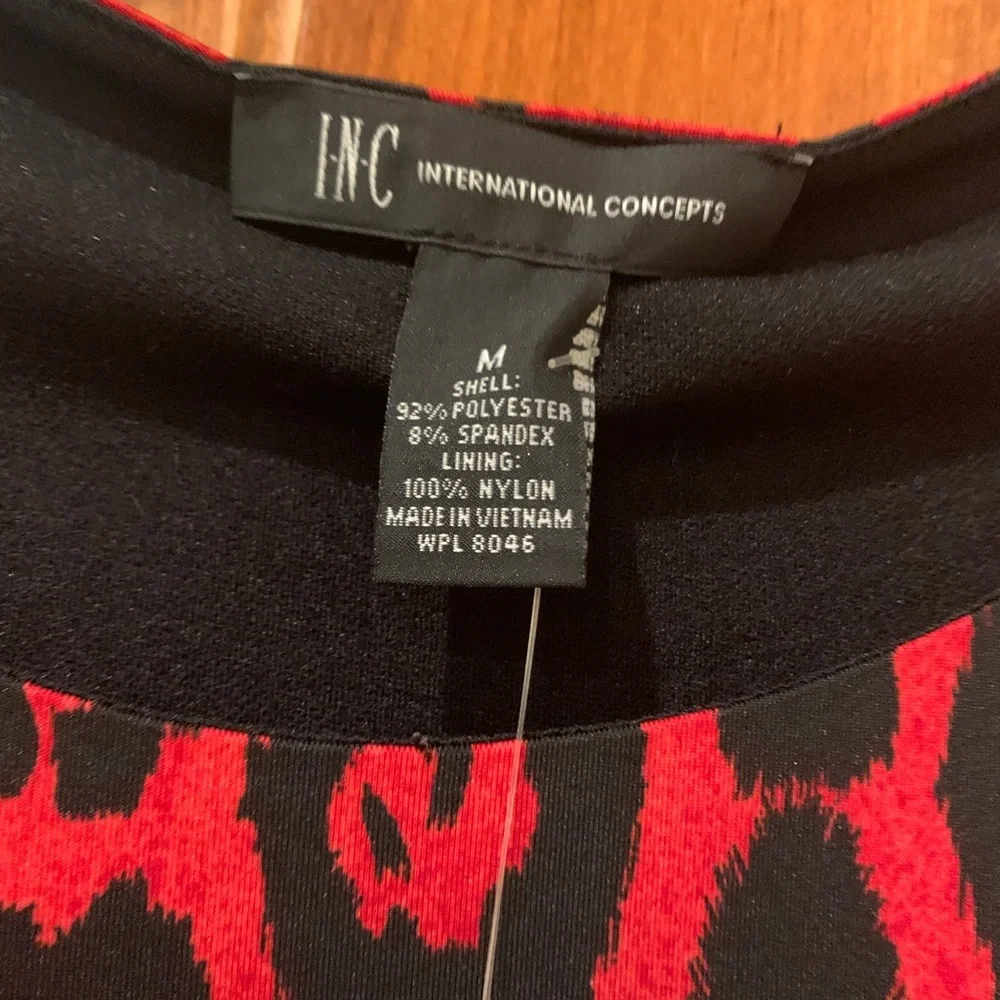 I·N·C INTERNATIONAL CONCEPTS
M
SHELL:
92% POLYESTER
8% SPANDEX
LINING:
100% NYLON
MADE IN VIETNAM
WPL 8046